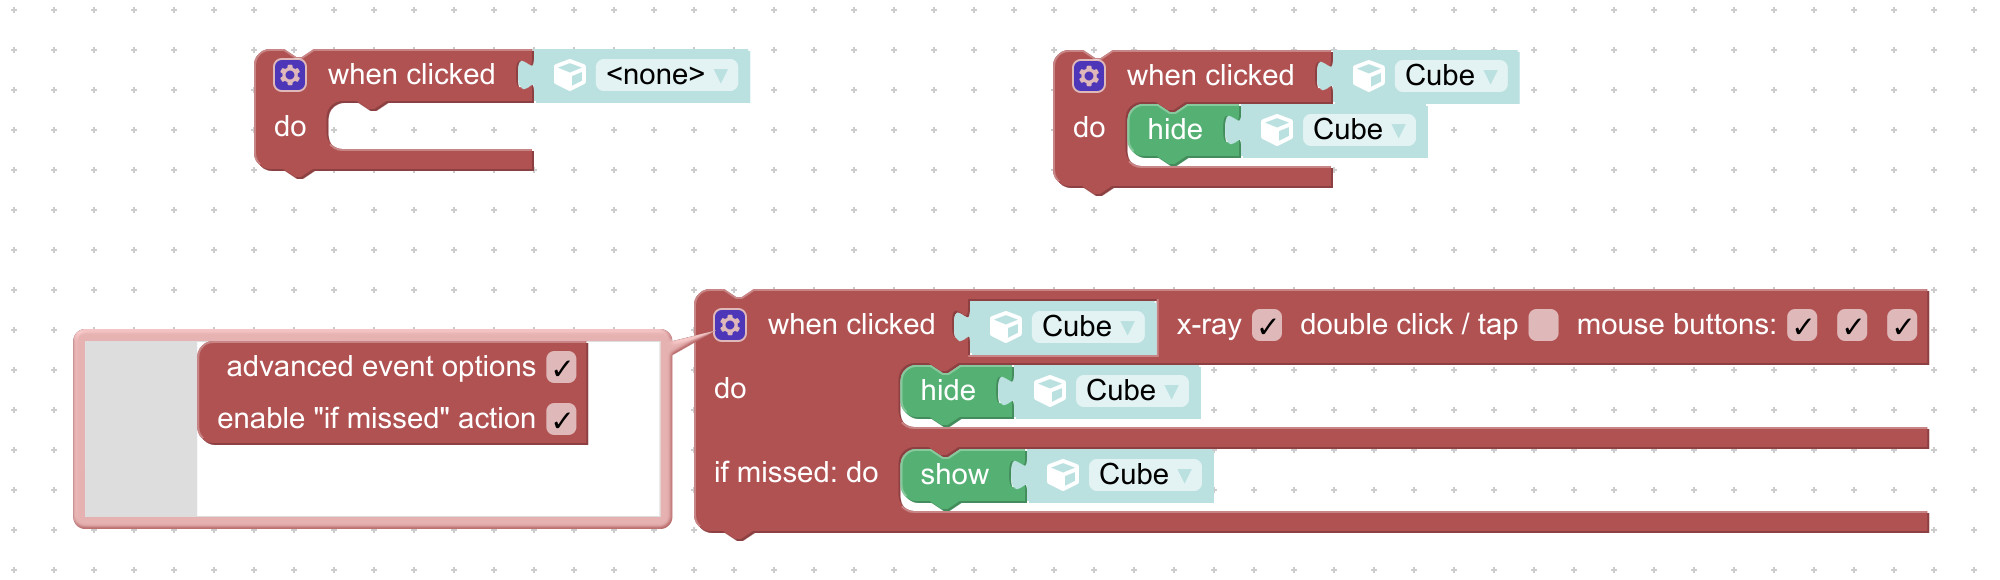 when clicked <none> ▼
do
when clicked Cube ▼
do hide Cube ▼
advanced event options ✓
enable "if missed" action ✓
when clicked Cube ▼ x-ray ✓ double click / tap mouse buttons: ✓ ✓ ✓
do hide Cube ▼
if missed: do show Cube ▼